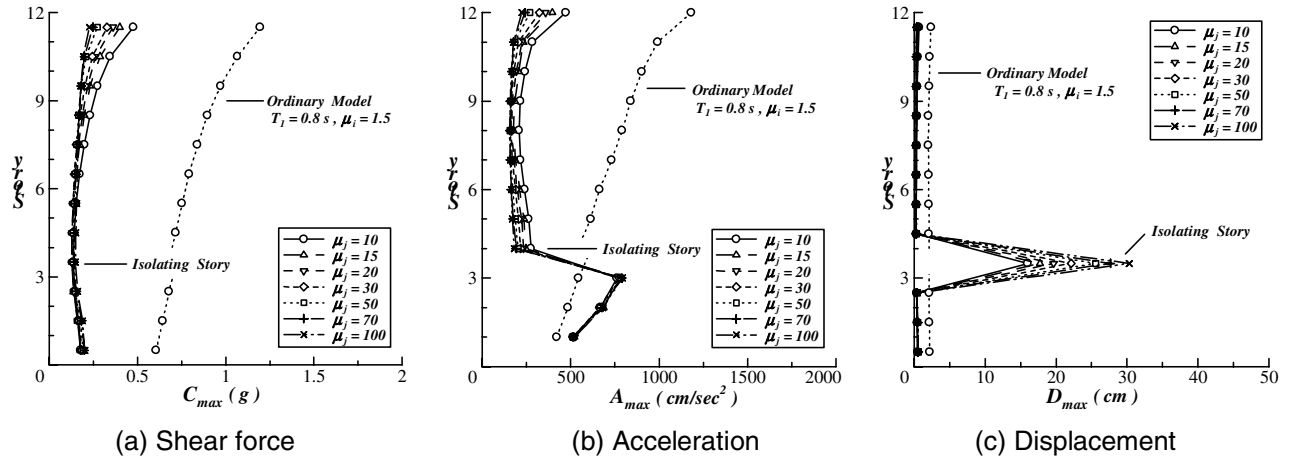 12
9
6
3
0
Story
Ordinary Model
T1 = 0.8 s , μi = 1.5
Isolating Story
μj = 10
μj = 15
μj = 20
μj = 30
μj = 50
μj = 70
μj = 100
0 0.5 1 1.5 2
Cmax ( g )
(a) Shear force
12
9
6
3
0
Story
Ordinary Model
T1 = 0.8 s , μi = 1.5
Isolating Story
μj = 10
μj = 15
μj = 20
μj = 30
μj = 50
μj = 70
μj = 100
0 500 1000 1500 2000
Amax ( cm/sec2 )
(b) Acceleration
12
9
6
3
0
Story
μj = 10
μj = 15
μj = 20
μj = 30
μj = 50
μj = 70
μj = 100
Ordinary Model
T1 = 0.8 s , μi = 1.5
Isolating Story
0 10 20 30 40 50
Dmax ( cm )
(c) Displacement